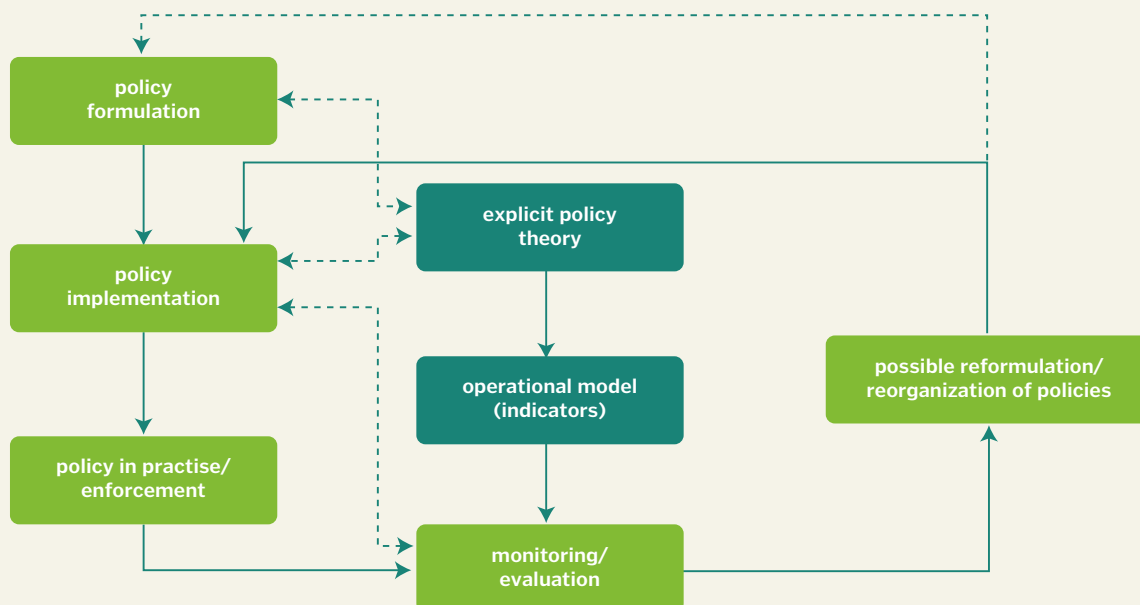 policy
formulation
explicit policy
theory
policy
implementation
possible reformulation/
reorganization of policies
operational model
(indicators)
policy in practise/
enforcement
monitoring/
evaluation